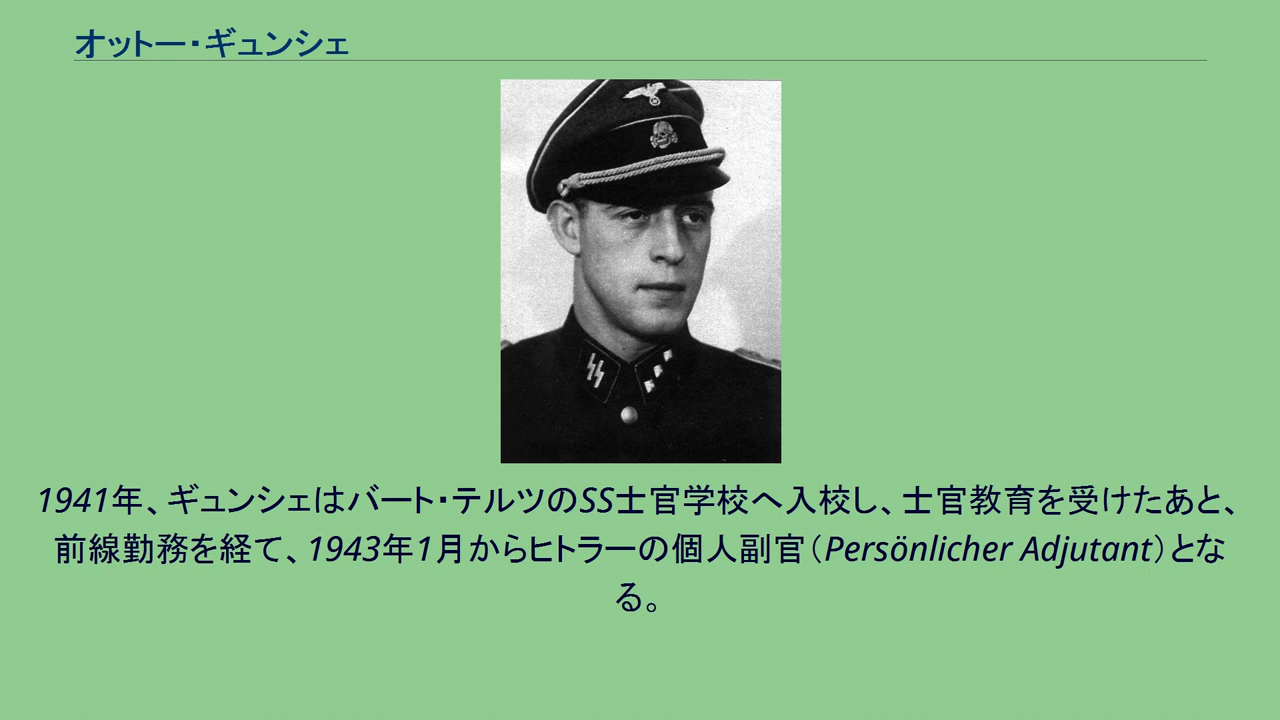 オットー・ギュンシェ
1941年、ギュンシェはバート・テルツのSS士官学校へ入校し、士官教育を受けたあと、
前線勤務を経て、1943年1月からヒトラーの個人副官（Persönlicher Adjutant）とな
る。